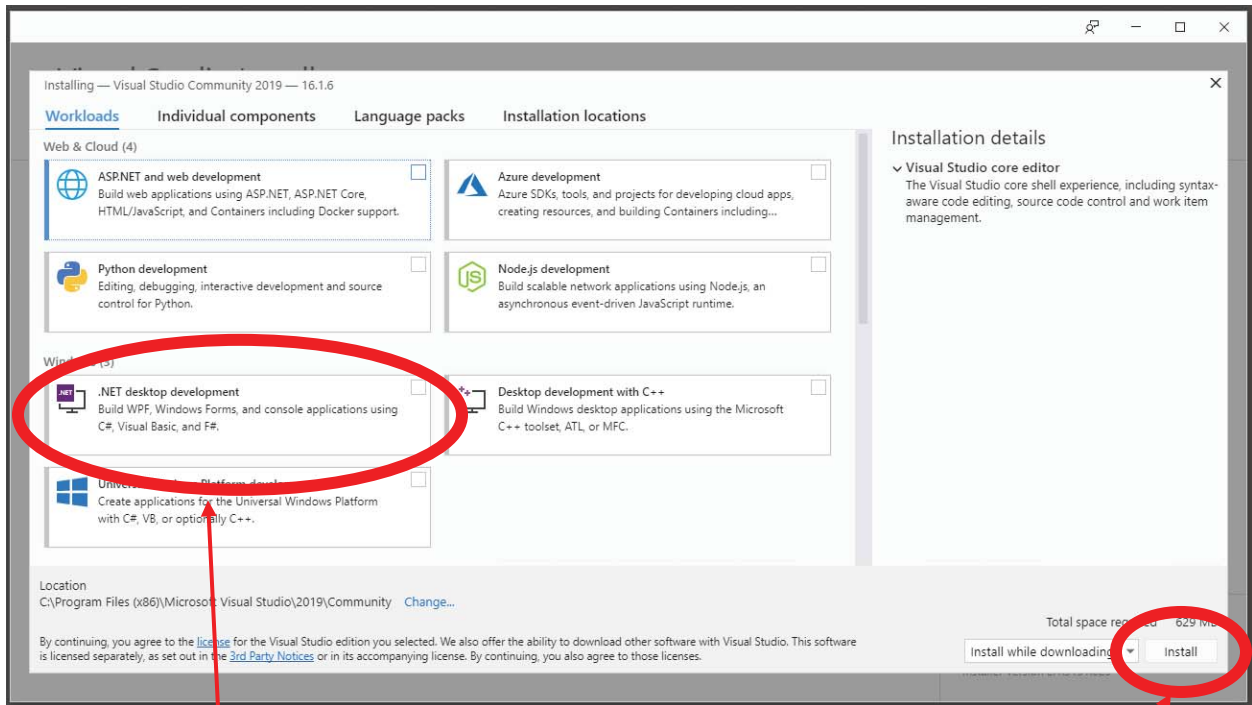 Installing — Visual Studio Community 2019 — 16.1.6
Workloads Individual components Language packs Installation locations
Web & Cloud (4)
ASP.NET and web development
Build web applications using ASP.NET, ASP.NET Core,
HTML/JavaScript, and Containers including Docker support.
Azure development
Azure SDKs, tools, and projects for developing cloud apps,
creating resources, and building Containers including...
Python development
Editing, debugging, interactive development and source
control for Python.
Node.js development
Build scalable network applications using Node.js, an
asynchronous event-driven JavaScript runtime.
(3)
.NET
.NET desktop development
Build WPF, Windows Forms, and console applications using
C#, Visual Basic, and F#.
Desktop development with C++
Build Windows desktop applications using the Microsoft
C++ toolset, ATL, or MFC.
Platform
Create applications for the Universal Windows Platform
with C#, VB, or optionally C++.
Installation details
Visual Studio core editor
The Visual Studio core shell experience, including syntax-
aware code editing, source code control and work item
management.
Location
C:\Program Files (x86)\Microsoft Visual Studio\2019\Community Change...
By continuing, you agree to the license for the Visual Studio edition you selected. We also offer the ability to download other software with Visual Studio. This software
is licensed separately, as set out in the 3rd Party Notices or in its accompanying license. By continuing, you also agree to those licenses.
Total space required 629 MB
Install while downloading Install